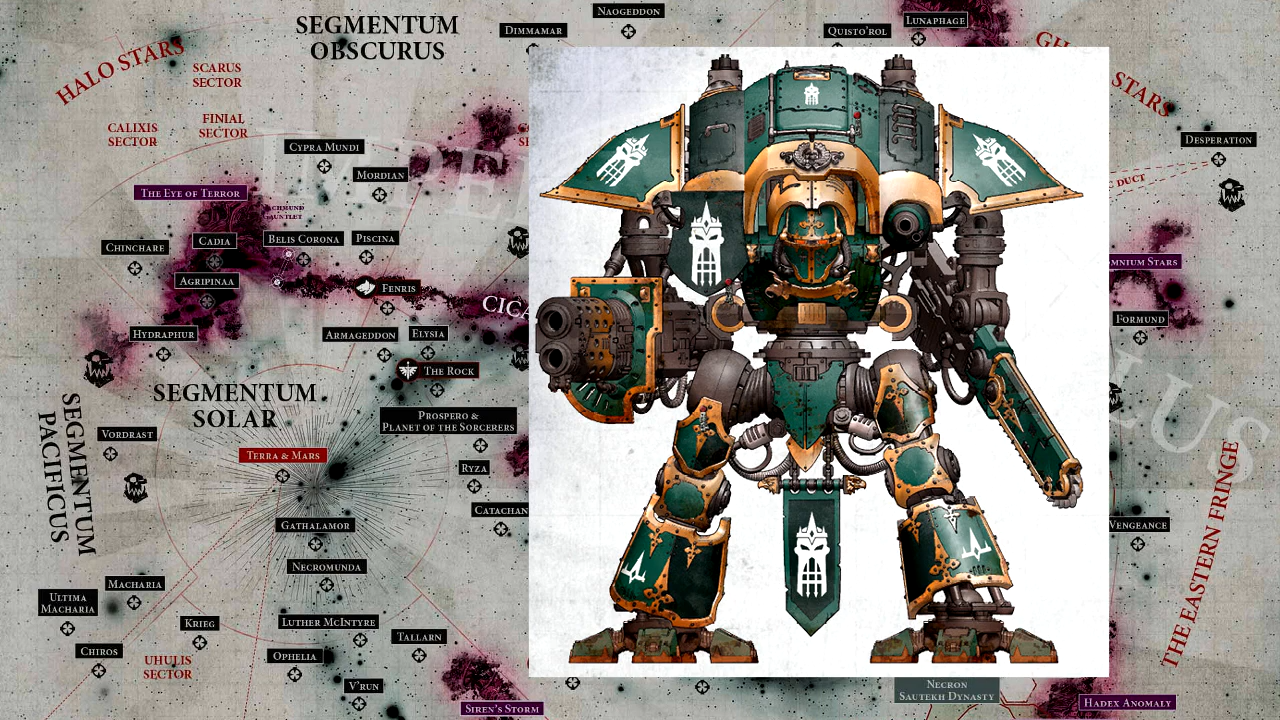 NAOGEDDON
SEGMENTUM
OBSCURUS
DIMMAMAR
QUISTO'ROL
LUNAPHAGE
HALO STARS
SCARUS
SECTOR
STARS
CALIXIS
SECTOR
FINIAL
SECTOR
DESPERATION
CYPRA MUNDI
MORDIAN
DUCT
THE EYE OF TERROR
CHINCHARE
CADIA
BELIS CORONA
PISCINA
AGRIPINAA
FENRIS
STARS
HYDRAPHUR
ARMAGEDDON
ELYSIA
FORMUND
THE ROCK
SEGMENTUM
SOLAR
SEGMENTUM
PACIFICUS
PROSPERO &
PLANET OF THE SORCERERS
VORDRAST
TERRA & MARS
RYZA
THE EASTERN FRINGE
CATACHAN
GATHALAMOR
VENGEANCE
NECROMUNDA
MACHARIA
ULTIMA
MACHARIA
KRIEG
LUTHER MCINTYRE
TALLARN
CHIROS
UHULIS
SECTOR
OPHELIA
V'RUN
SIREN'S STORM
NECRON
SAUTEKH DYNASTY
HADEX ANOMALY